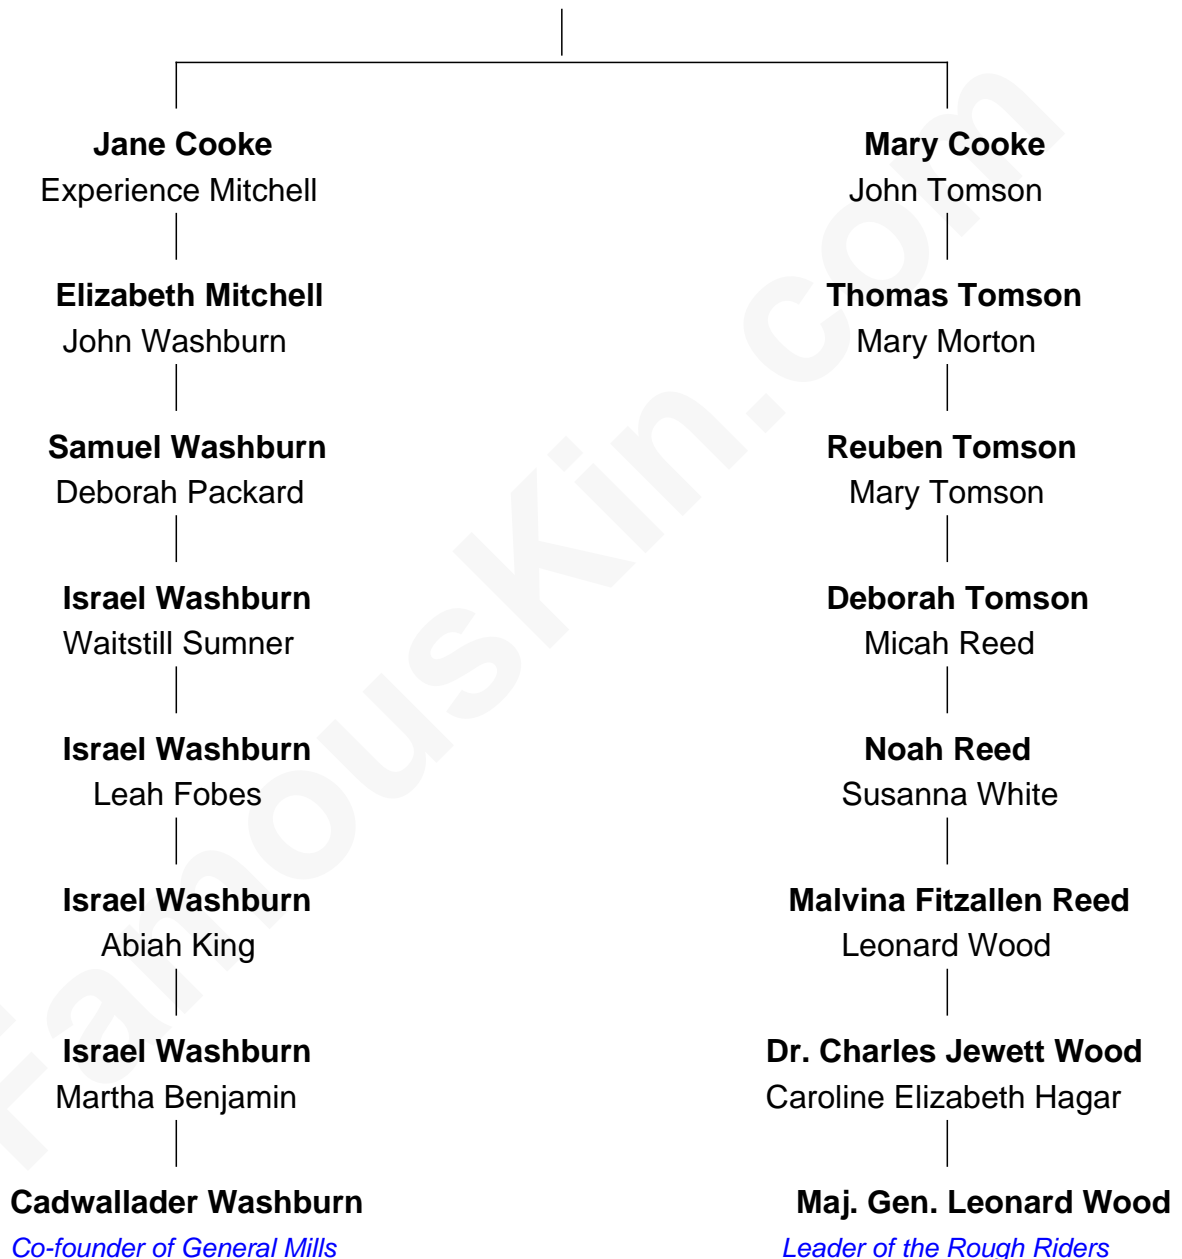 Jane Cooke
Experience Mitchell
Mary Cooke
John Tomson
Elizabeth Mitchell
John Washburn
Thomas Tomson
Mary Morton
Samuel Washburn
Deborah Packard
Reuben Tomson
Mary Tomson
Israel Washburn
Waitstill Sumner
Deborah Tomson
Micah Reed
Israel Washburn
Leah Fobes
Noah Reed
Susanna White
Israel Washburn
Abiah King
Malvina Fitzallen Reed
Leonard Wood
Israel Washburn
Martha Benjamin
Dr. Charles Jewett Wood
Caroline Elizabeth Hagar
Cadwallader Washburn
Co-founder of General Mills
Maj. Gen. Leonard Wood
Leader of the Rough Riders
FamousKin.com